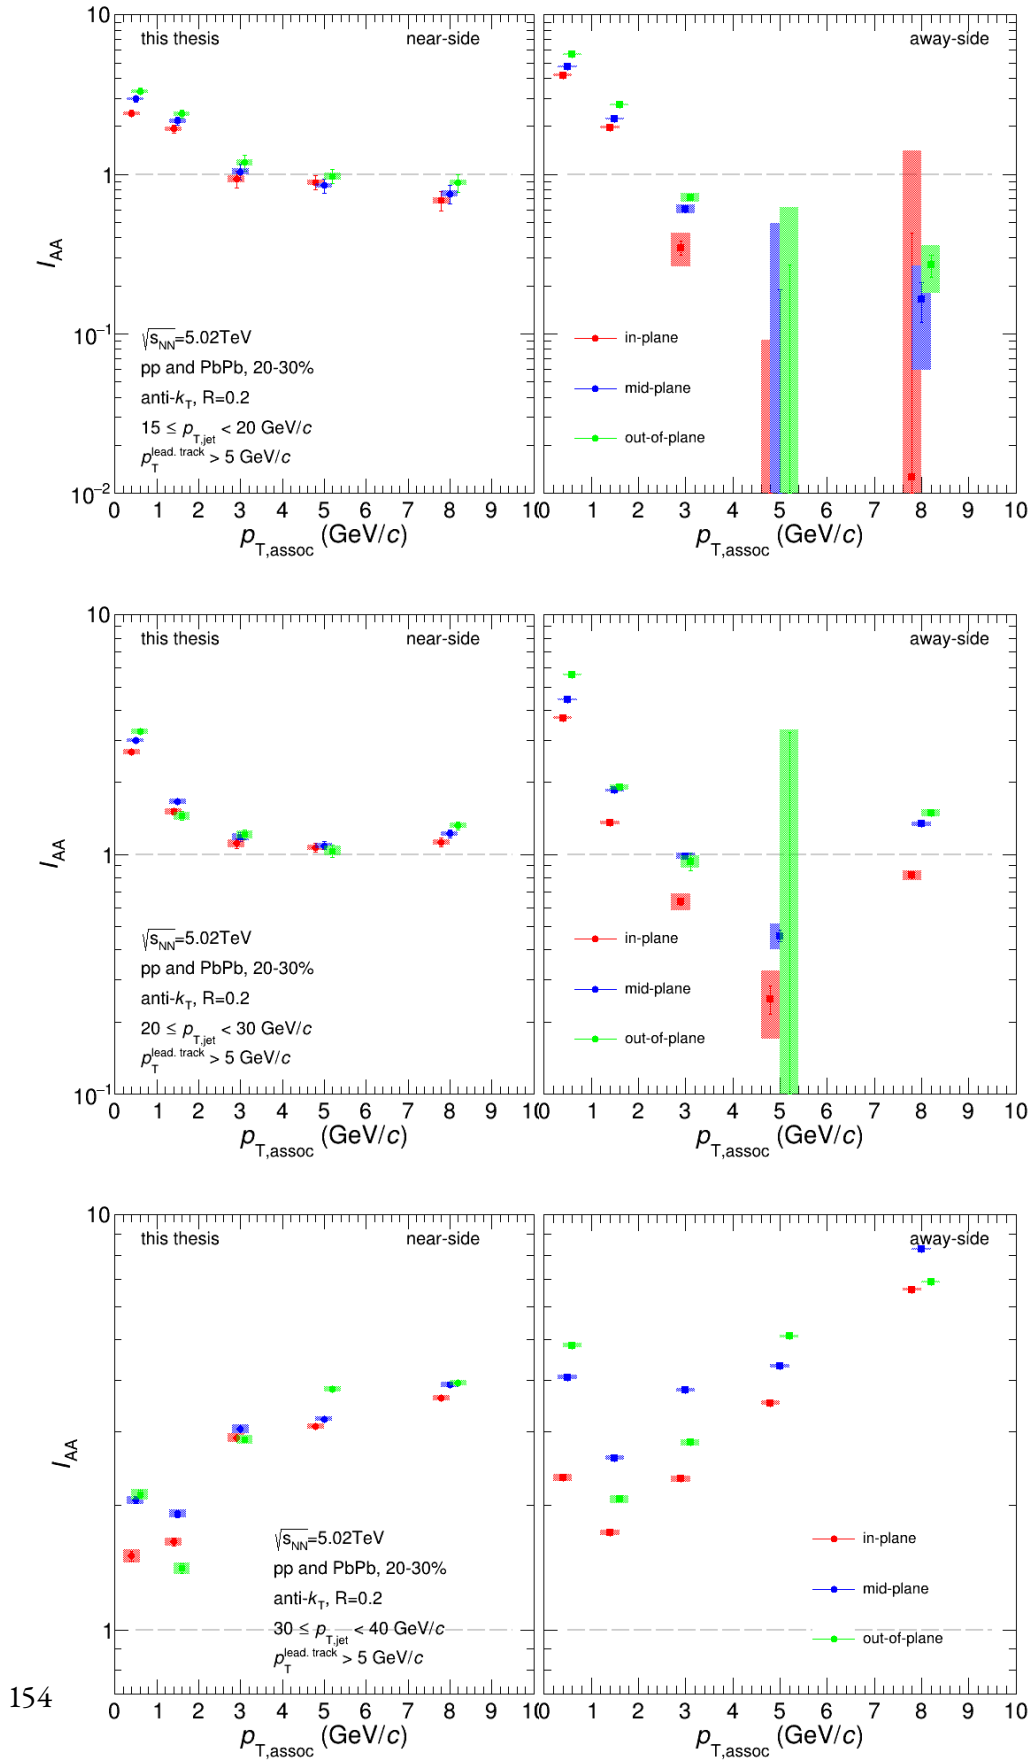 this thesis near-side away-side
10
1
10⁻¹
10⁻²
I_AA
√s_NN=5.02TeV
pp and PbPb, 20-30%
anti-k_T, R=0.2
15 ≤ p_T,jet < 20 GeV/c
p_T^lead. track > 5 GeV/c
in-plane
mid-plane
out-of-plane
0 1 2 3 4 5 6 7 8 9 10 0 1 2 3 4 5 6 7 8 9 10
p_T,assoc (GeV/c) p_T,assoc (GeV/c)
this thesis near-side away-side
10
1
10⁻¹
I_AA
√s_NN=5.02TeV
pp and PbPb, 20-30%
anti-k_T, R=0.2
20 ≤ p_T,jet < 30 GeV/c
p_T^lead. track > 5 GeV/c
in-plane
mid-plane
out-of-plane
0 1 2 3 4 5 6 7 8 9 10 0 1 2 3 4 5 6 7 8 9 10
p_T,assoc (GeV/c) p_T,assoc (GeV/c)
this thesis near-side away-side
10
1
I_AA
√s_NN=5.02TeV
pp and PbPb, 20-30%
anti-k_T, R=0.2
30 ≤ p_T,jet < 40 GeV/c
p_T^lead. track > 5 GeV/c
in-plane
mid-plane
out-of-plane
0 1 2 3 4 5 6 7 8 9 10 0 1 2 3 4 5 6 7 8 9 10
p_T,assoc (GeV/c) p_T,assoc (GeV/c)
154